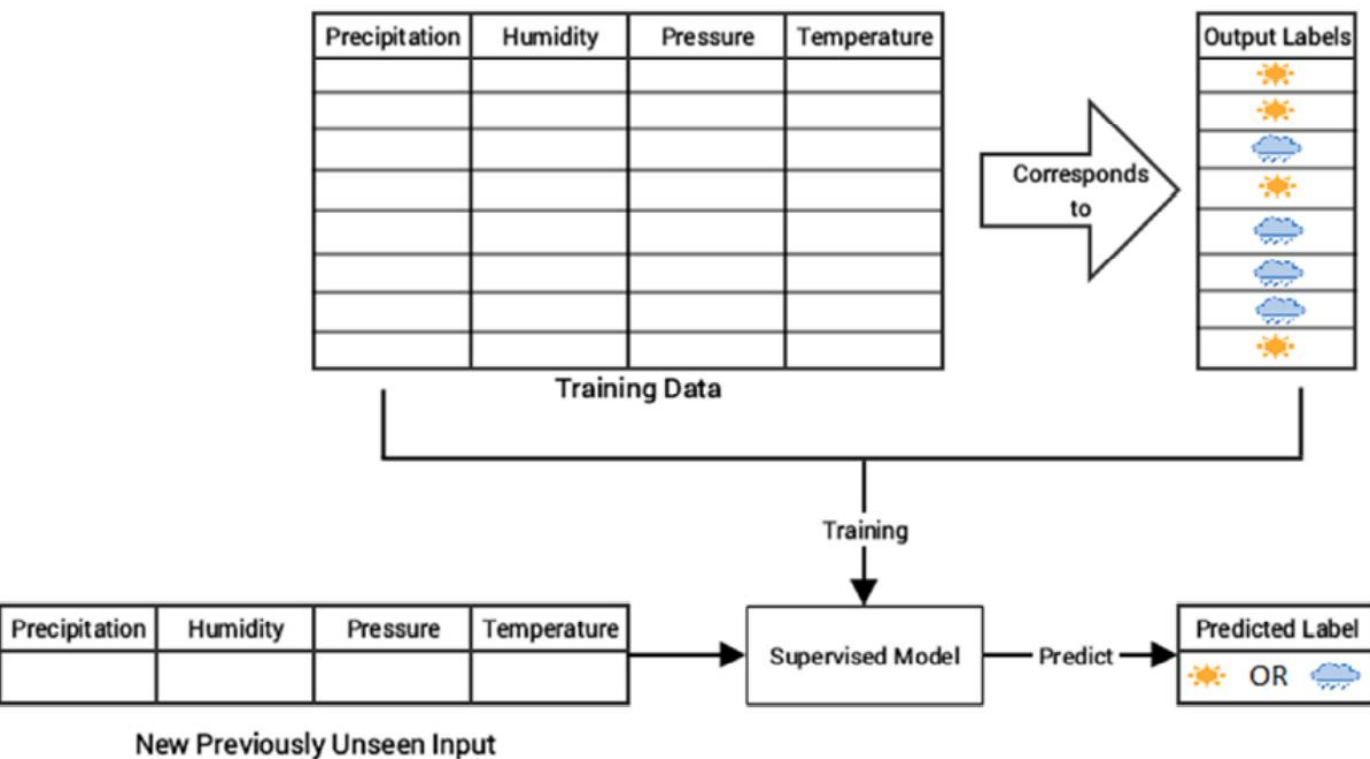 Precipitation Humidity Pressure Temperature
Output Labels
Corresponds
to
Training Data
Training
Precipitation Humidity Pressure Temperature
Supervised Model
Predict
Predicted Label
OR
New Previously Unseen Input